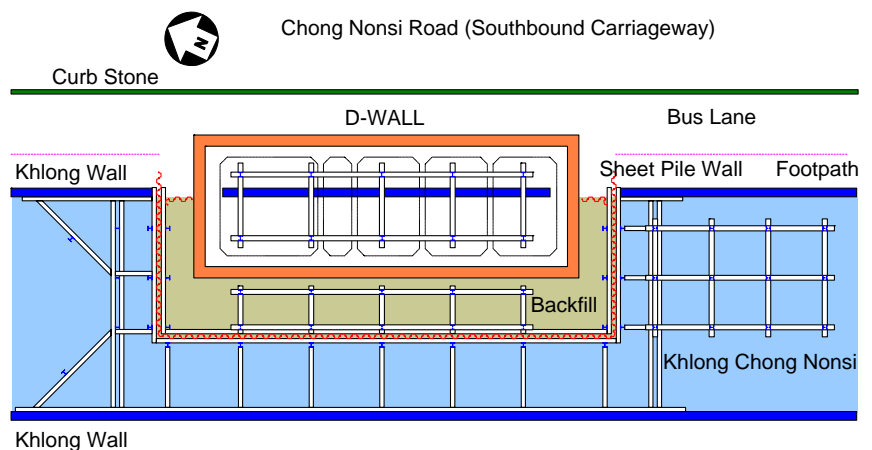 N
Chong Nonsi Road (Southbound Carriageway)
Curb Stone
D-WALL
Bus Lane
Khlong Wall
Sheet Pile Wall
Footpath
Backfill
Khlong Chong Nonsi
Khlong Wall